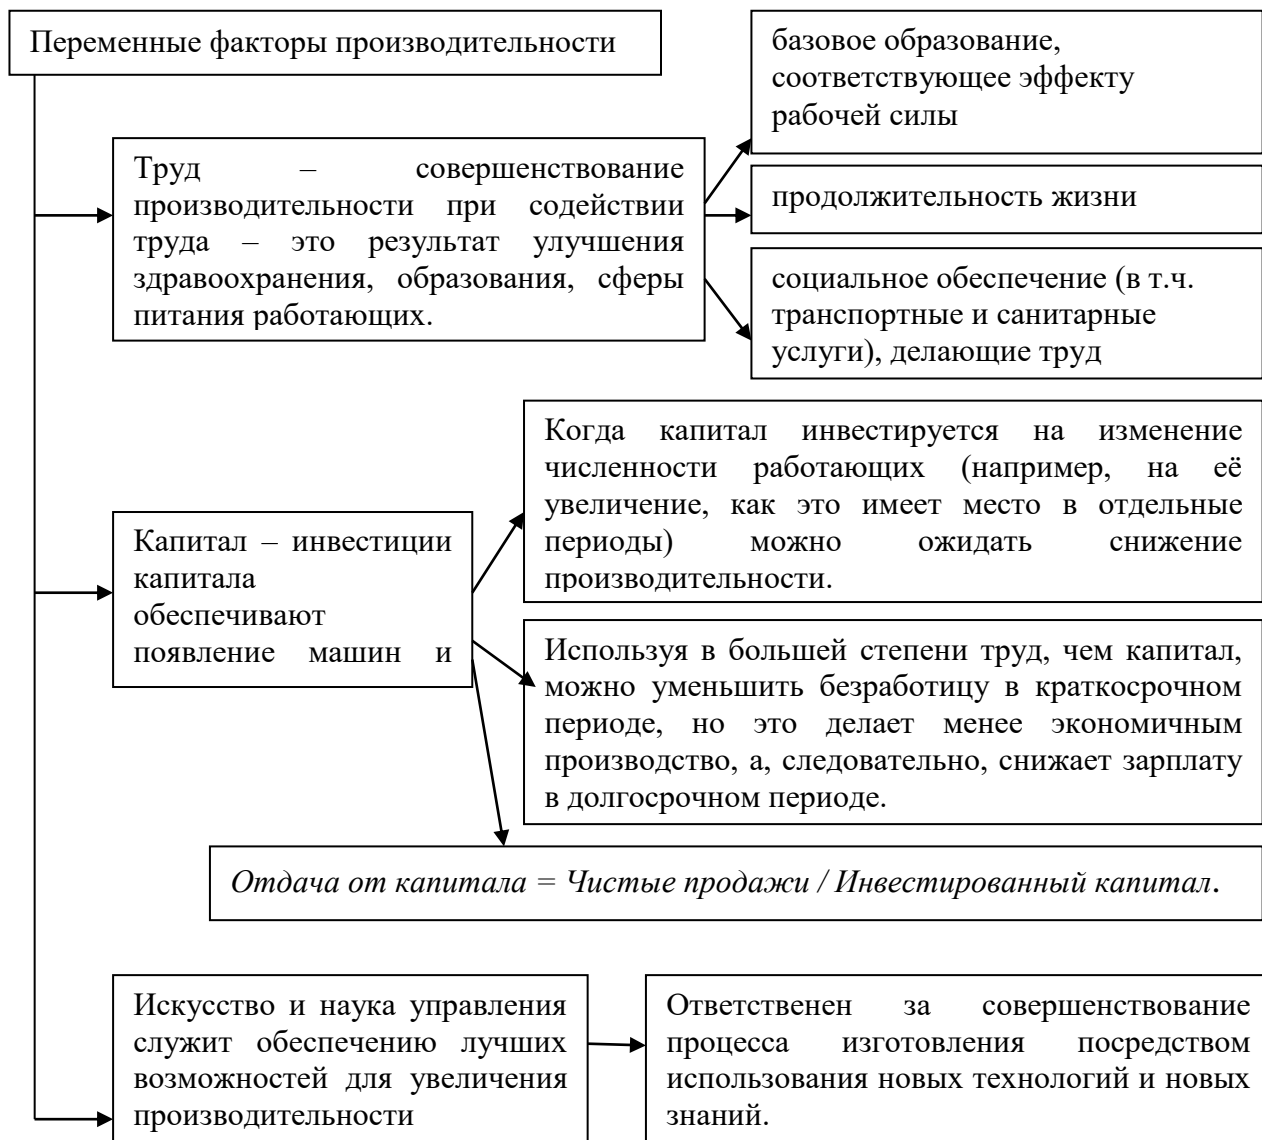 Переменные факторы производительности
базовое образование,
соответствующее эффекту
рабочей силы
Труд – совершенствование
производительности при содействии
труда – это результат улучшения
здравоохранения, образования, сферы
питания работающих.
продолжительность жизни
социальное обеспечение (в т.ч.
транспортные и санитарные
услуги), делающие труд
Когда капитал инвестируется на изменение
численности работающих (например, на её
увеличение, как это имеет место в отдельные
периоды) можно ожидать снижение
производительности.
Капитал – инвестиции
капитала
обеспечивают
появление машин и
Используя в большей степени труд, чем капитал,
можно уменьшить безработицу в краткосрочном
периоде, но это делает менее экономичным
производство, а, следовательно, снижает зарплату
в долгосрочном периоде.
Отдача от капитала = Чистые продажи / Инвестированный капитал.
Искусство и наука управления
служит обеспечению лучших
возможностей для увеличения
производительности
Ответственен за совершенствование
процесса изготовления посредством
использования новых технологий и новых
знаний.